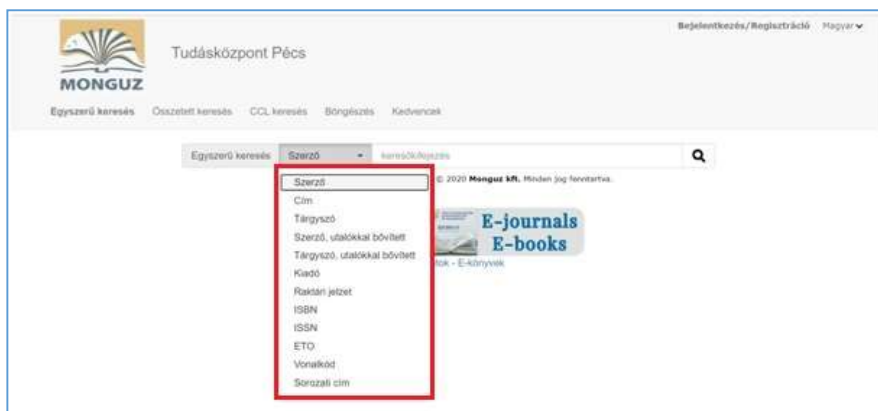 Bejelentkezés/Regisztráció Magyar
MONGUZ
Tudásközpont Pécs
Egyszerű keresés Összetett keresés CCL keresés Böngészés Kedvencek
Egyszerű keresés Szerző keresőkifejezés
© 2020 Monguz kft. Minden jog fenntartva.
Szerző
Cím
Tárgyszó
Szerző, utalókkal bővített
Tárgyszó, utalókkal bővített
Kiadó
Raktári jelzet
ISBN
ISSN
ETO
Vonalkód
Sorozati cím
E-journals
E-books
tok - E-könyvek